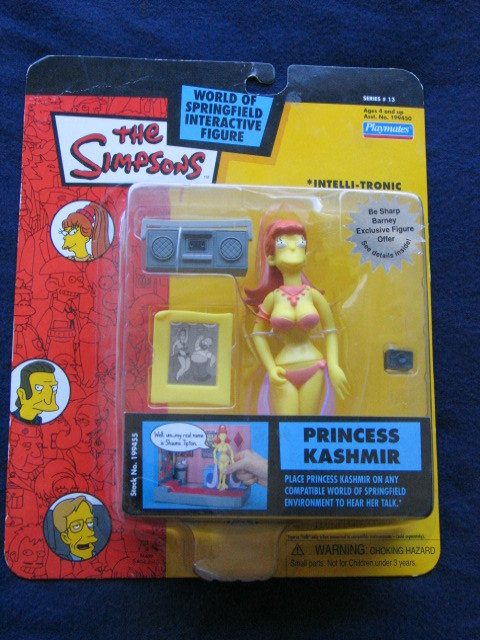 WORLD OF
SPRINGFIELD
INTERACTIVE
FIGURE
SERIES # 13
Ages 4 and up
Asst. No. 199450
Playmates
THE
SIMPSONS
*INTELLI-TRONIC
Be Sharp
Barney
Exclusive Figure
Offer
See details inside!
Stock No. 199455
Well, um, my real name
is Shauna Tifton.
PRINCESS
KASHMIR
PLACE PRINCESS KASHMIR ON ANY
COMPATIBLE WORLD OF SPRINGFIELD
ENVIRONMENT TO HEAR HER TALK.*
WARNING: CHOKING HAZARD
Small parts. Not for Children under 3 years.